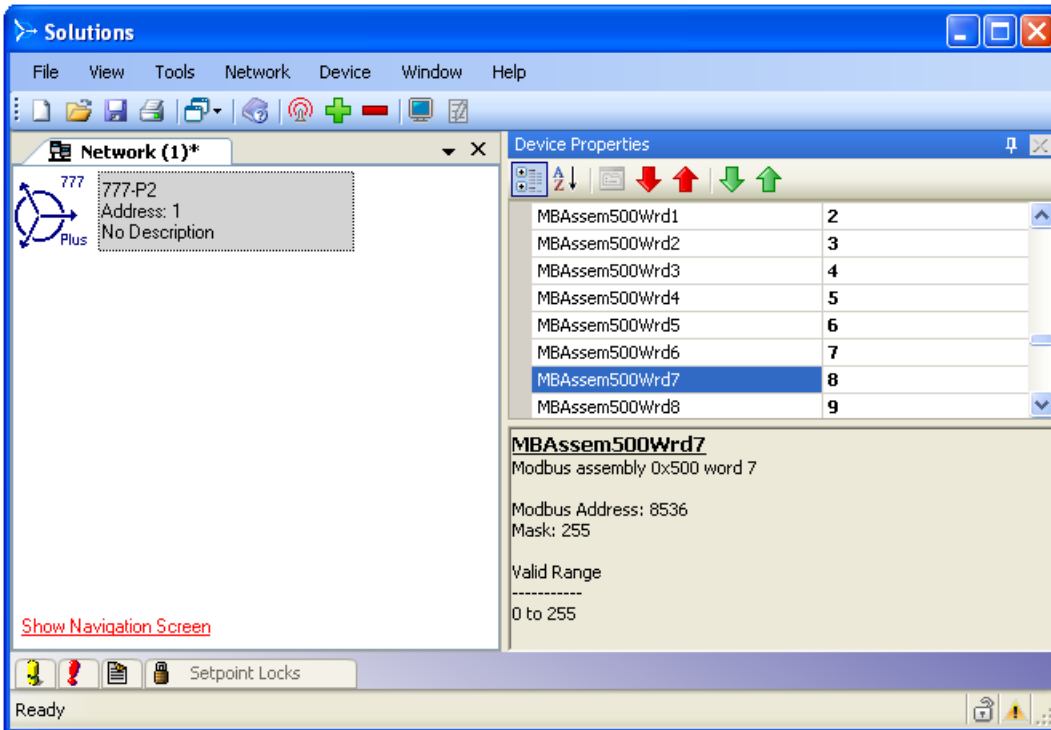 Solutions
File View Tools Network Device Window Help
Network (1)*
777
Plus
777-P2
Address: 1
No Description
Show Navigation Screen
Device Properties
A
Z
MBAssem500Wrd1 2
MBAssem500Wrd2 3
MBAssem500Wrd3 4
MBAssem500Wrd4 5
MBAssem500Wrd5 6
MBAssem500Wrd6 7
MBAssem500Wrd7 8
MBAssem500Wrd8 9
MBAssem500Wrd7
Modbus assembly 0x500 word 7
Modbus Address: 8536
Mask: 255
Valid Range
-----------
0 to 255
Setpoint Locks
Ready